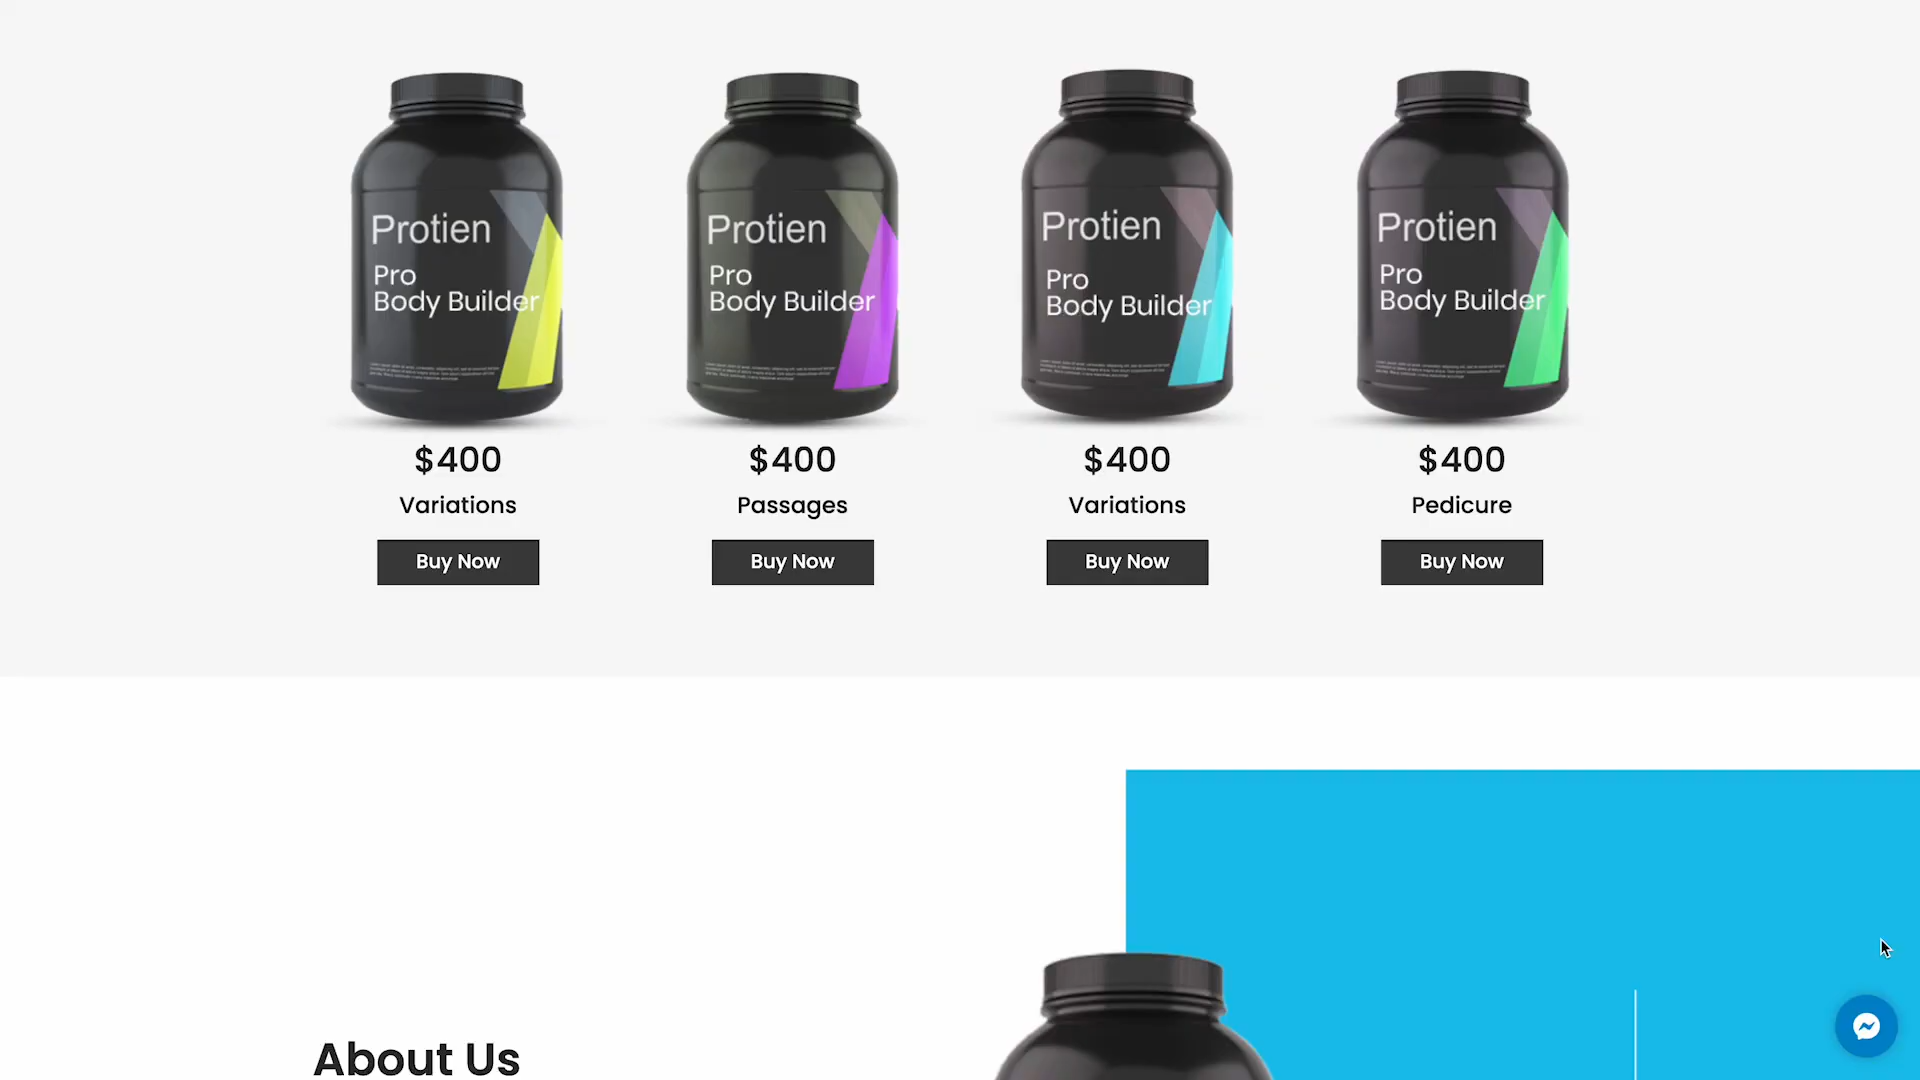 Protien
Pro
Body Builder
Protien
Pro
Body Builder
Protien
Pro
Body Builder
Protien
Pro
Body Builder
$400
$400
$400
$400
Variations
Passages
Variations
Pedicure
Buy Now
Buy Now
Buy Now
Buy Now
About Us